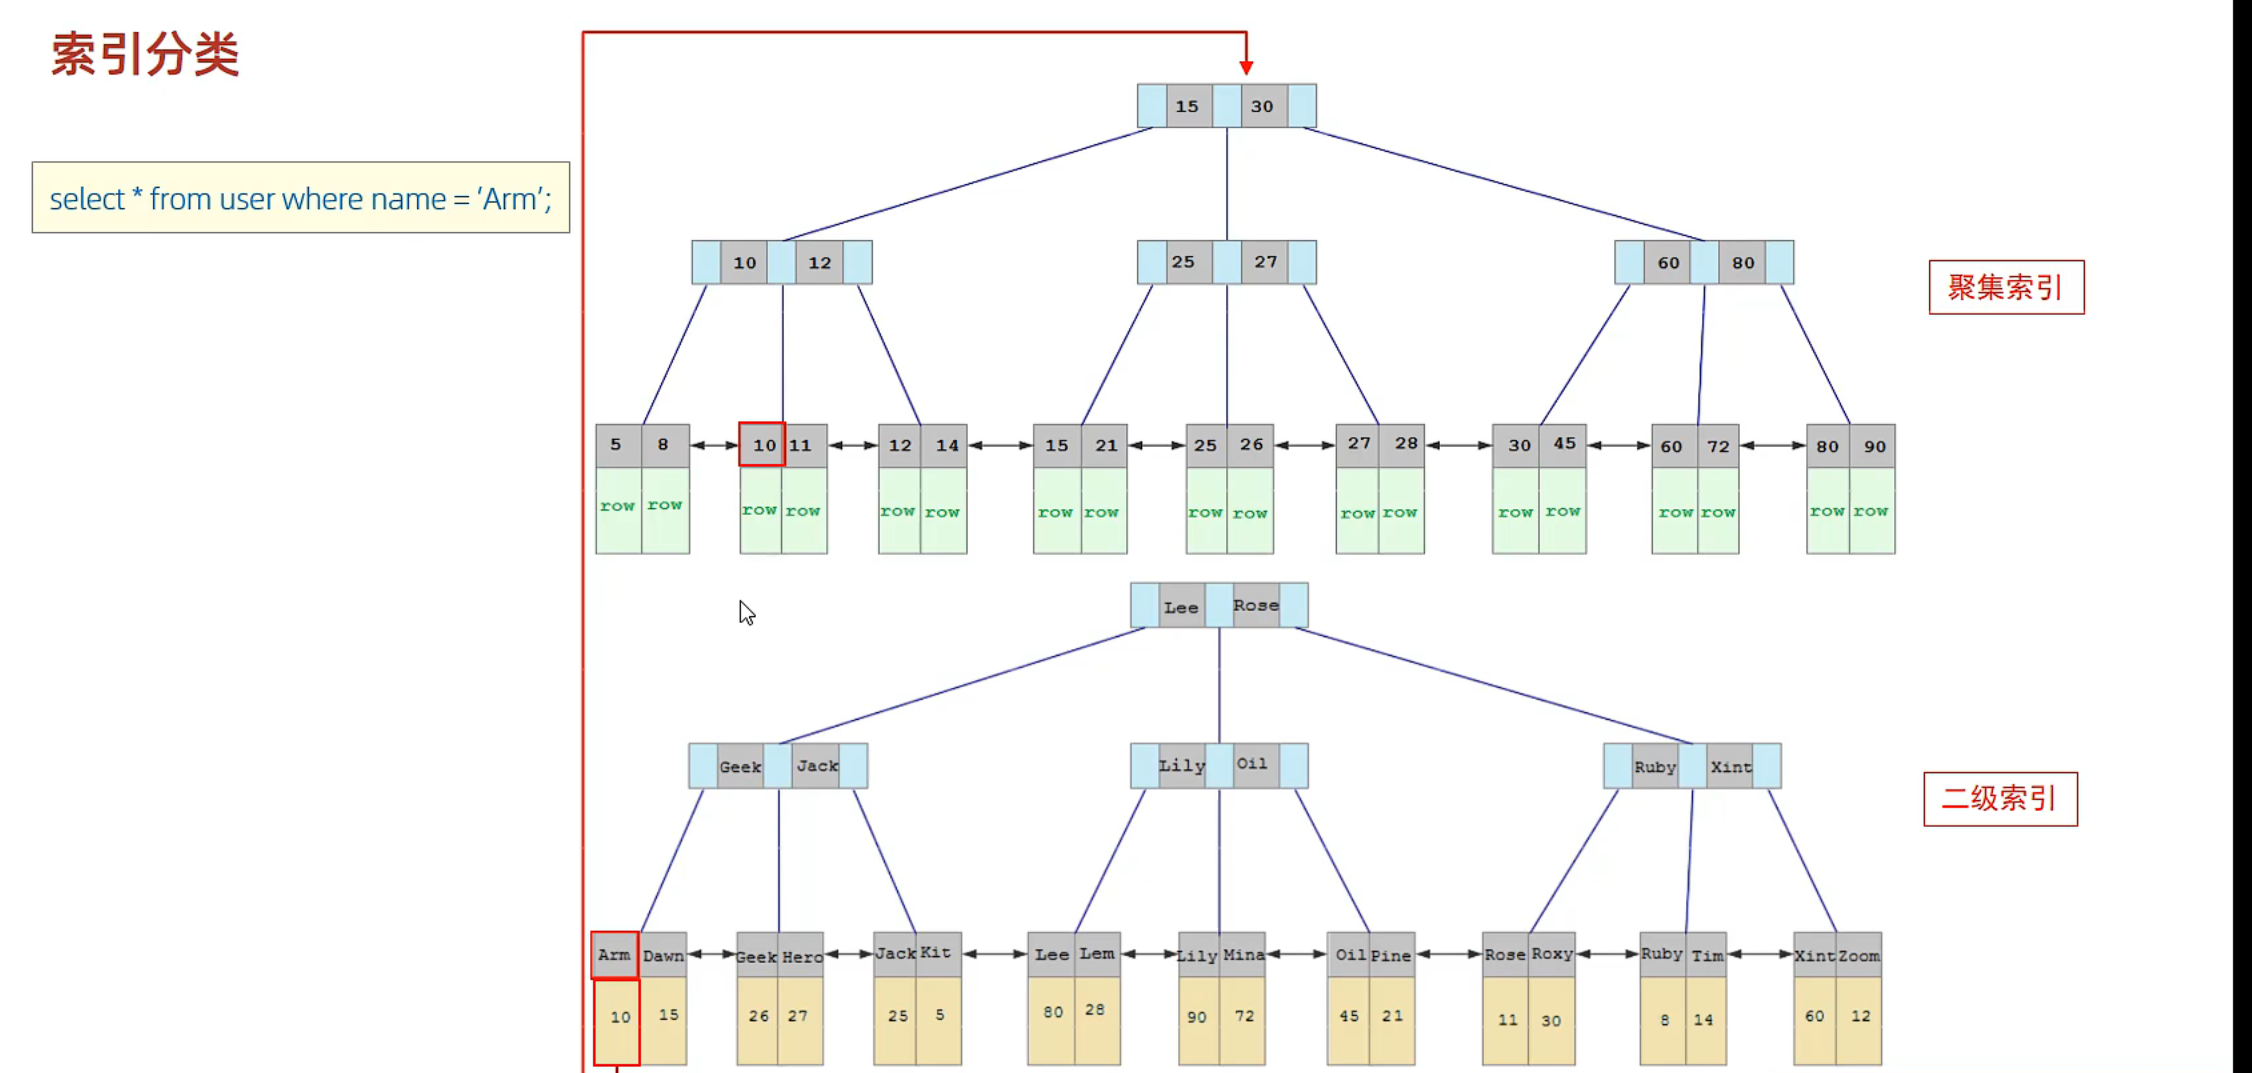 索引分类
select * from user where name = ‘Arm’;
15 30
10 12 25 27 60 80
聚集索引
5 8 10 11 12 14 15 21 25 26 27 28 30 45 60 72 80 90
row row row row row row row row row row row row row row row row row row
Lee Rose
Geek Jack Lily Oil Ruby Xint
二级索引
Arm Dawn Geek Hero Jack Kit Lee Lem Lily Mina Oil Pine Rose Roxy Ruby Tim Xint Zoom
10 15 26 27 25 5 80 28 90 72 45 21 11 30 8 14 60 12